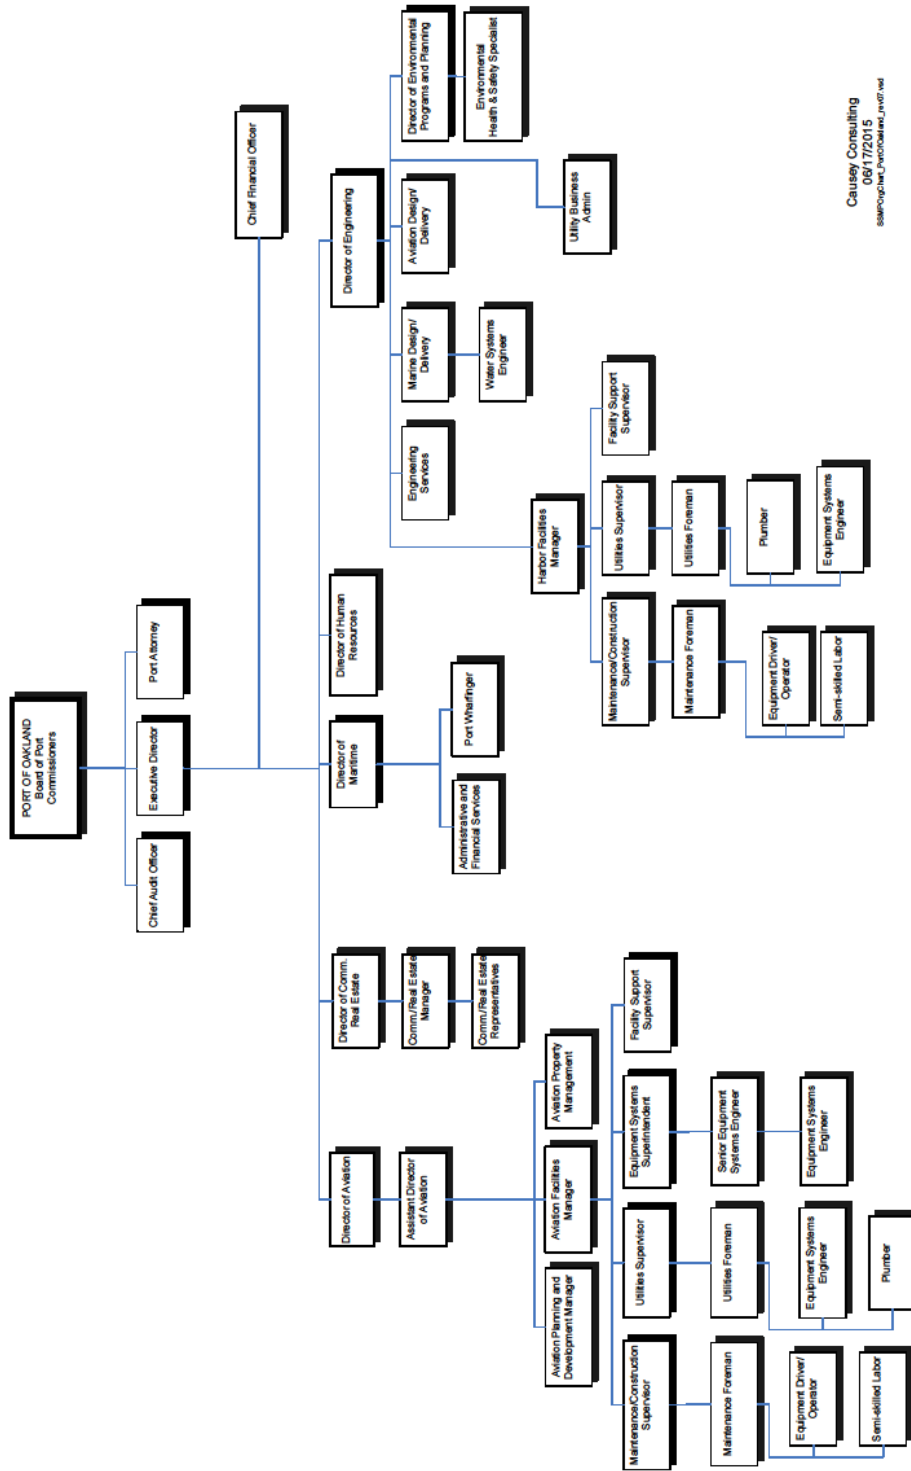 PORT OF OAKLAND
Board of Port
Commissioners
Chief Audit Officer
Executive Director
Port Attorney
Chief Financial Officer
Director of Aviation
Director of Comm.
Real Estate
Director of
Maritime
Director of Human
Resources
Director of Engineering
Assistant Director
of Aviation
Comm./Real Estate
Manager
Comm./Real Estate
Representatives
Administrative and
Financial Services
Port Wharfinger
Engineering
Services
Marine Design/
Delivery
Aviation Design/
Delivery
Director of Environmental
Programs and Planning
Water Systems
Engineer
Environmental
Health & Safety Specialist
Aviation Planning and
Development Manager
Aviation Facilities
Manager
Aviation Property
Management
Harbor Facilities
Manager
Utility Business
Admin
Maintenance/Construction
Supervisor
Utilities Supervisor
Equipment Systems
Superintendent
Facility Support
Supervisor
Maintenance/Construction
Supervisor
Utilities Supervisor
Facility Support
Supervisor
Maintenance Foreman
Utilities Foreman
Senior Equipment
Systems Engineer
Maintenance Foreman
Utilities Foreman
Equipment Driver/
Operator
Equipment Systems
Engineer
Equipment Systems
Engineer
Equipment Driver/
Operator
Plumber
Semi-skilled Labor
Plumber
Semi-skilled Labor
Equipment Systems
Engineer
Causey Consulting
06/17/2015
SSMPOrgChart_PortOfOakland_rev07.vsd